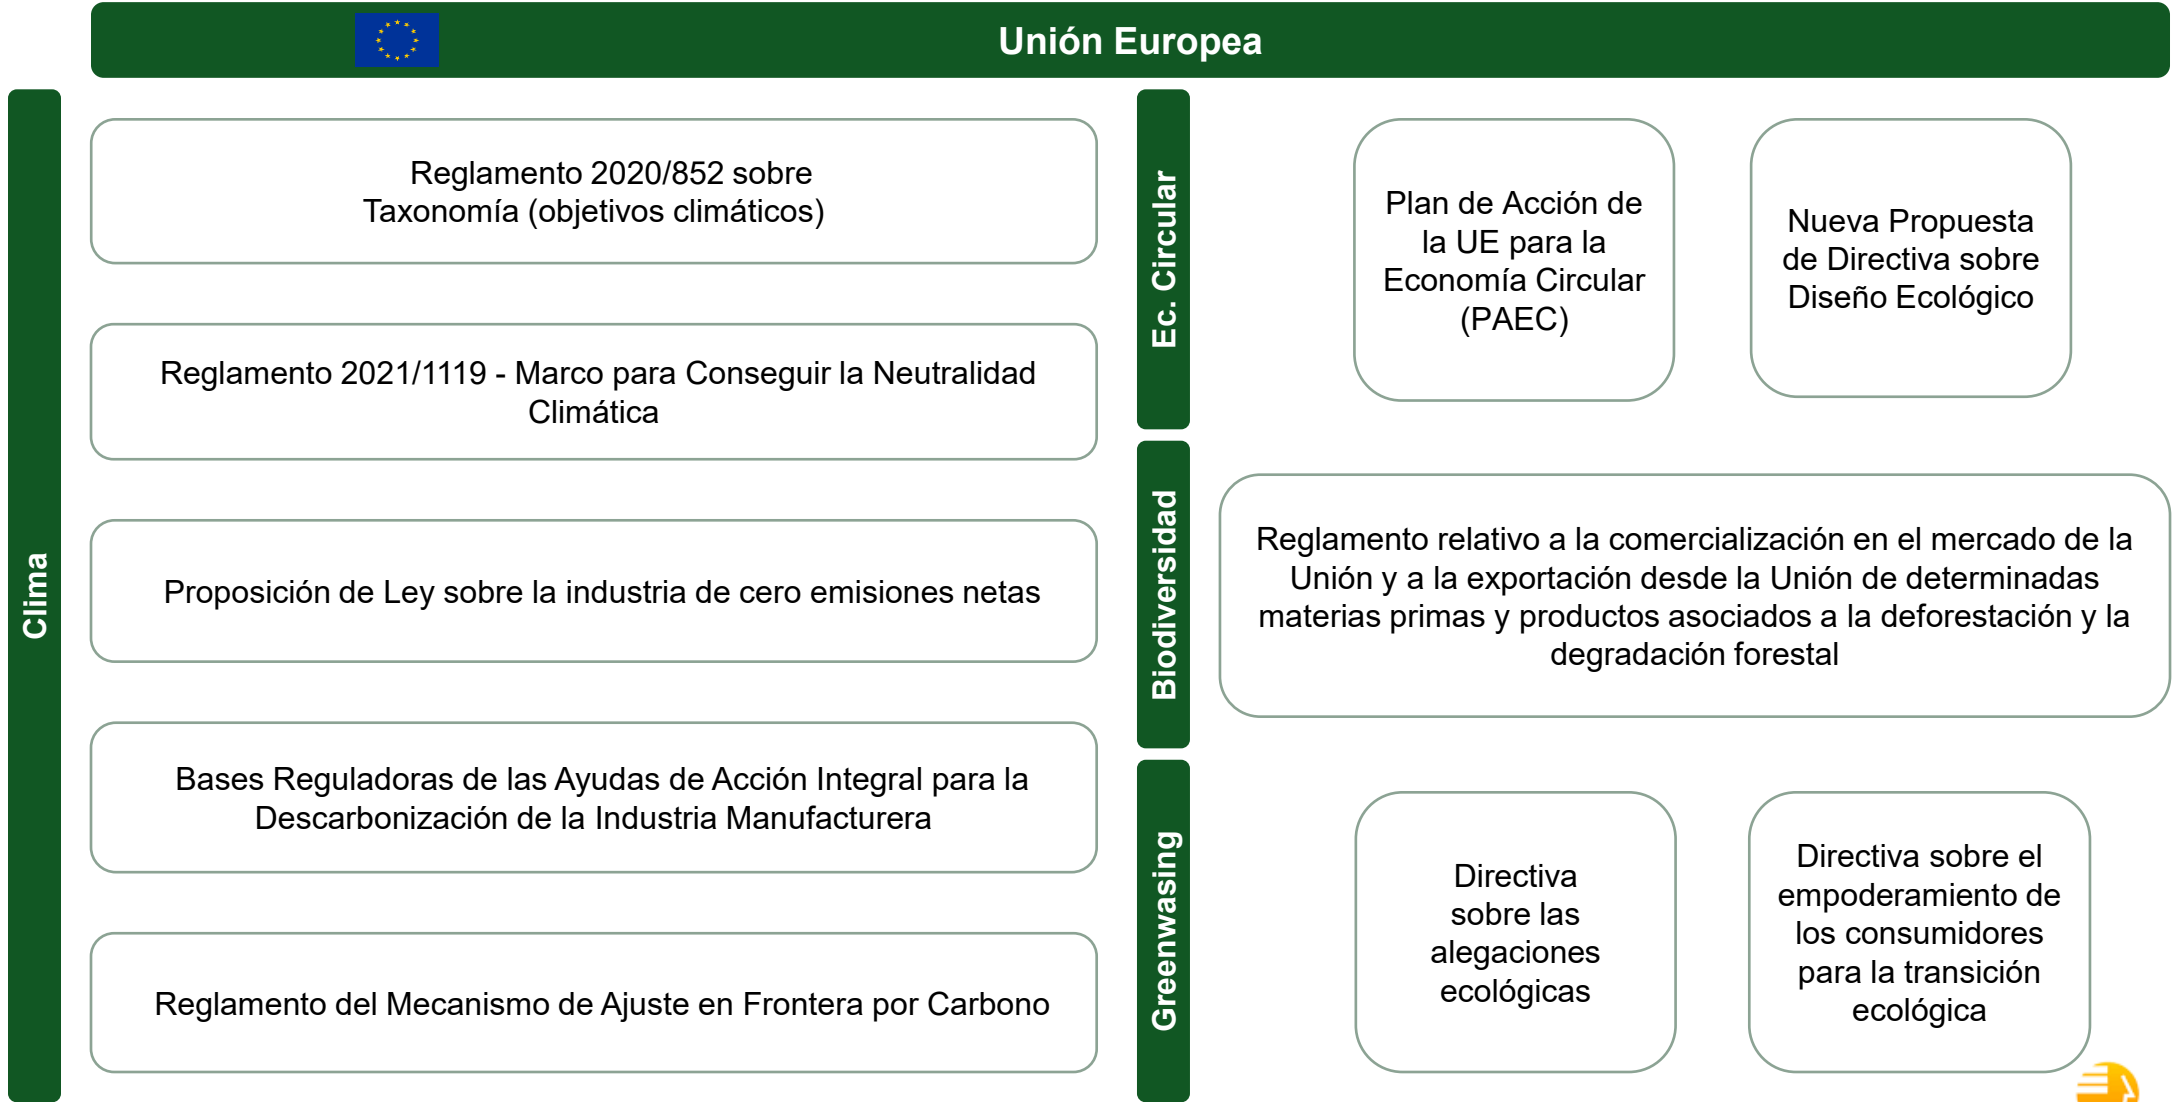 Unión Europea
Clima
Reglamento 2020/852 sobre
Taxonomía (objetivos climáticos)
Reglamento 2021/1119 - Marco para Conseguir la Neutralidad
Climática
Proposición de Ley sobre la industria de cero emisiones netas
Bases Reguladoras de las Ayudas de Acción Integral para la
Descarbonización de la Industria Manufacturera
Reglamento del Mecanismo de Ajuste en Frontera por Carbono
Ec. Circular
Plan de Acción de
la UE para la
Economía Circular
(PAEC)
Nueva Propuesta
de Directiva sobre
Diseño Ecológico
Biodiversidad
Reglamento relativo a la comercialización en el mercado de la
Unión y a la exportación desde la Unión de determinadas
materias primas y productos asociados a la deforestación y la
degradación forestal
Greenwasing
Directiva
sobre las
alegaciones
ecológicas
Directiva sobre el
empoderamiento de
los consumidores
para la transición
ecológica